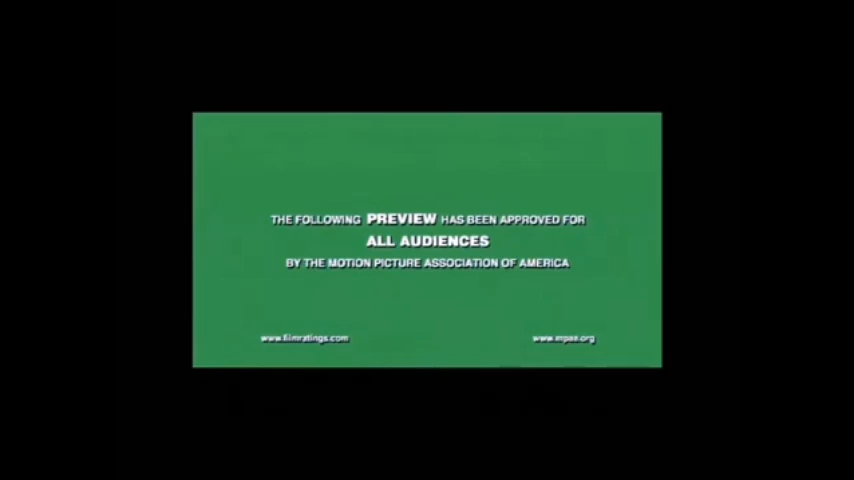 THE FOLLOWING PREVIEW HAS BEEN APPROVED FOR
ALL AUDIENCES
BY THE MOTION PICTURE ASSOCIATION OF AMERICA
www.filmratings.com www.mpaa.org